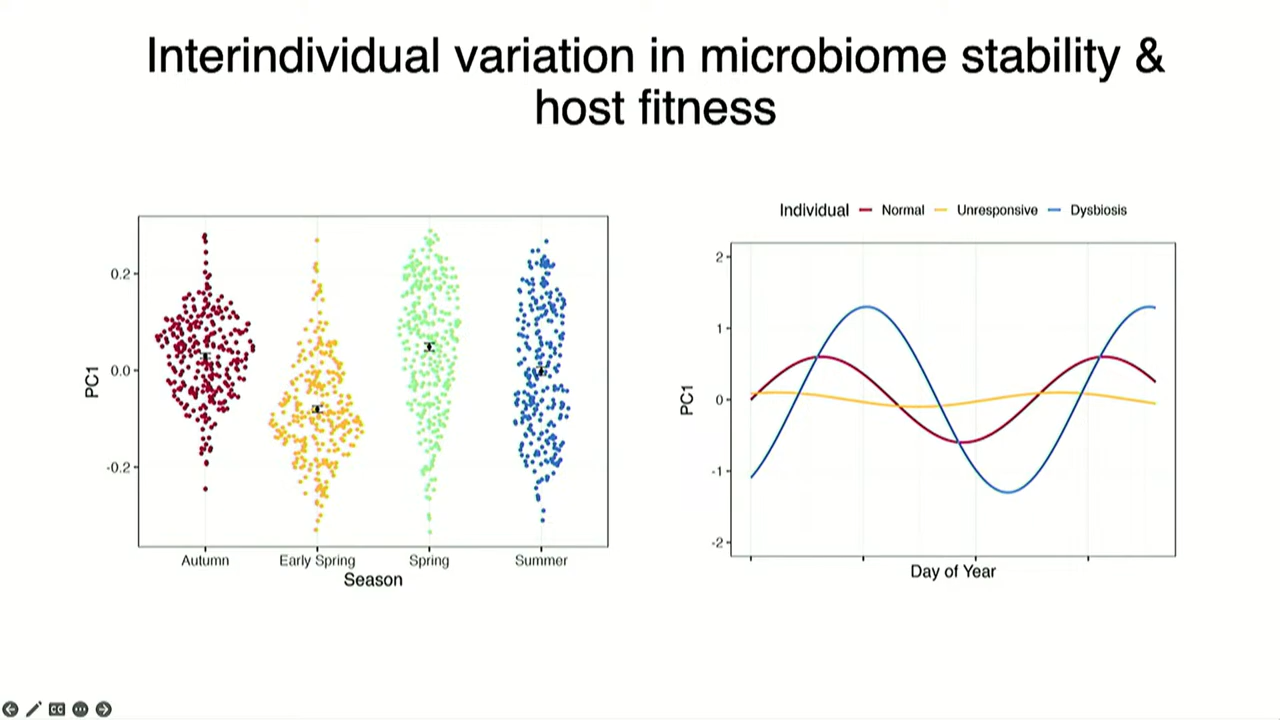 Interindividual variation in microbiome stability &
host fitness
PC1
0.2
0.0
-0.2
Autumn
Early Spring
Spring
Summer
Season
Individual
Normal
Unresponsive
Dysbiosis
PC1
2
1
0
-1
-2
Day of Year
CC